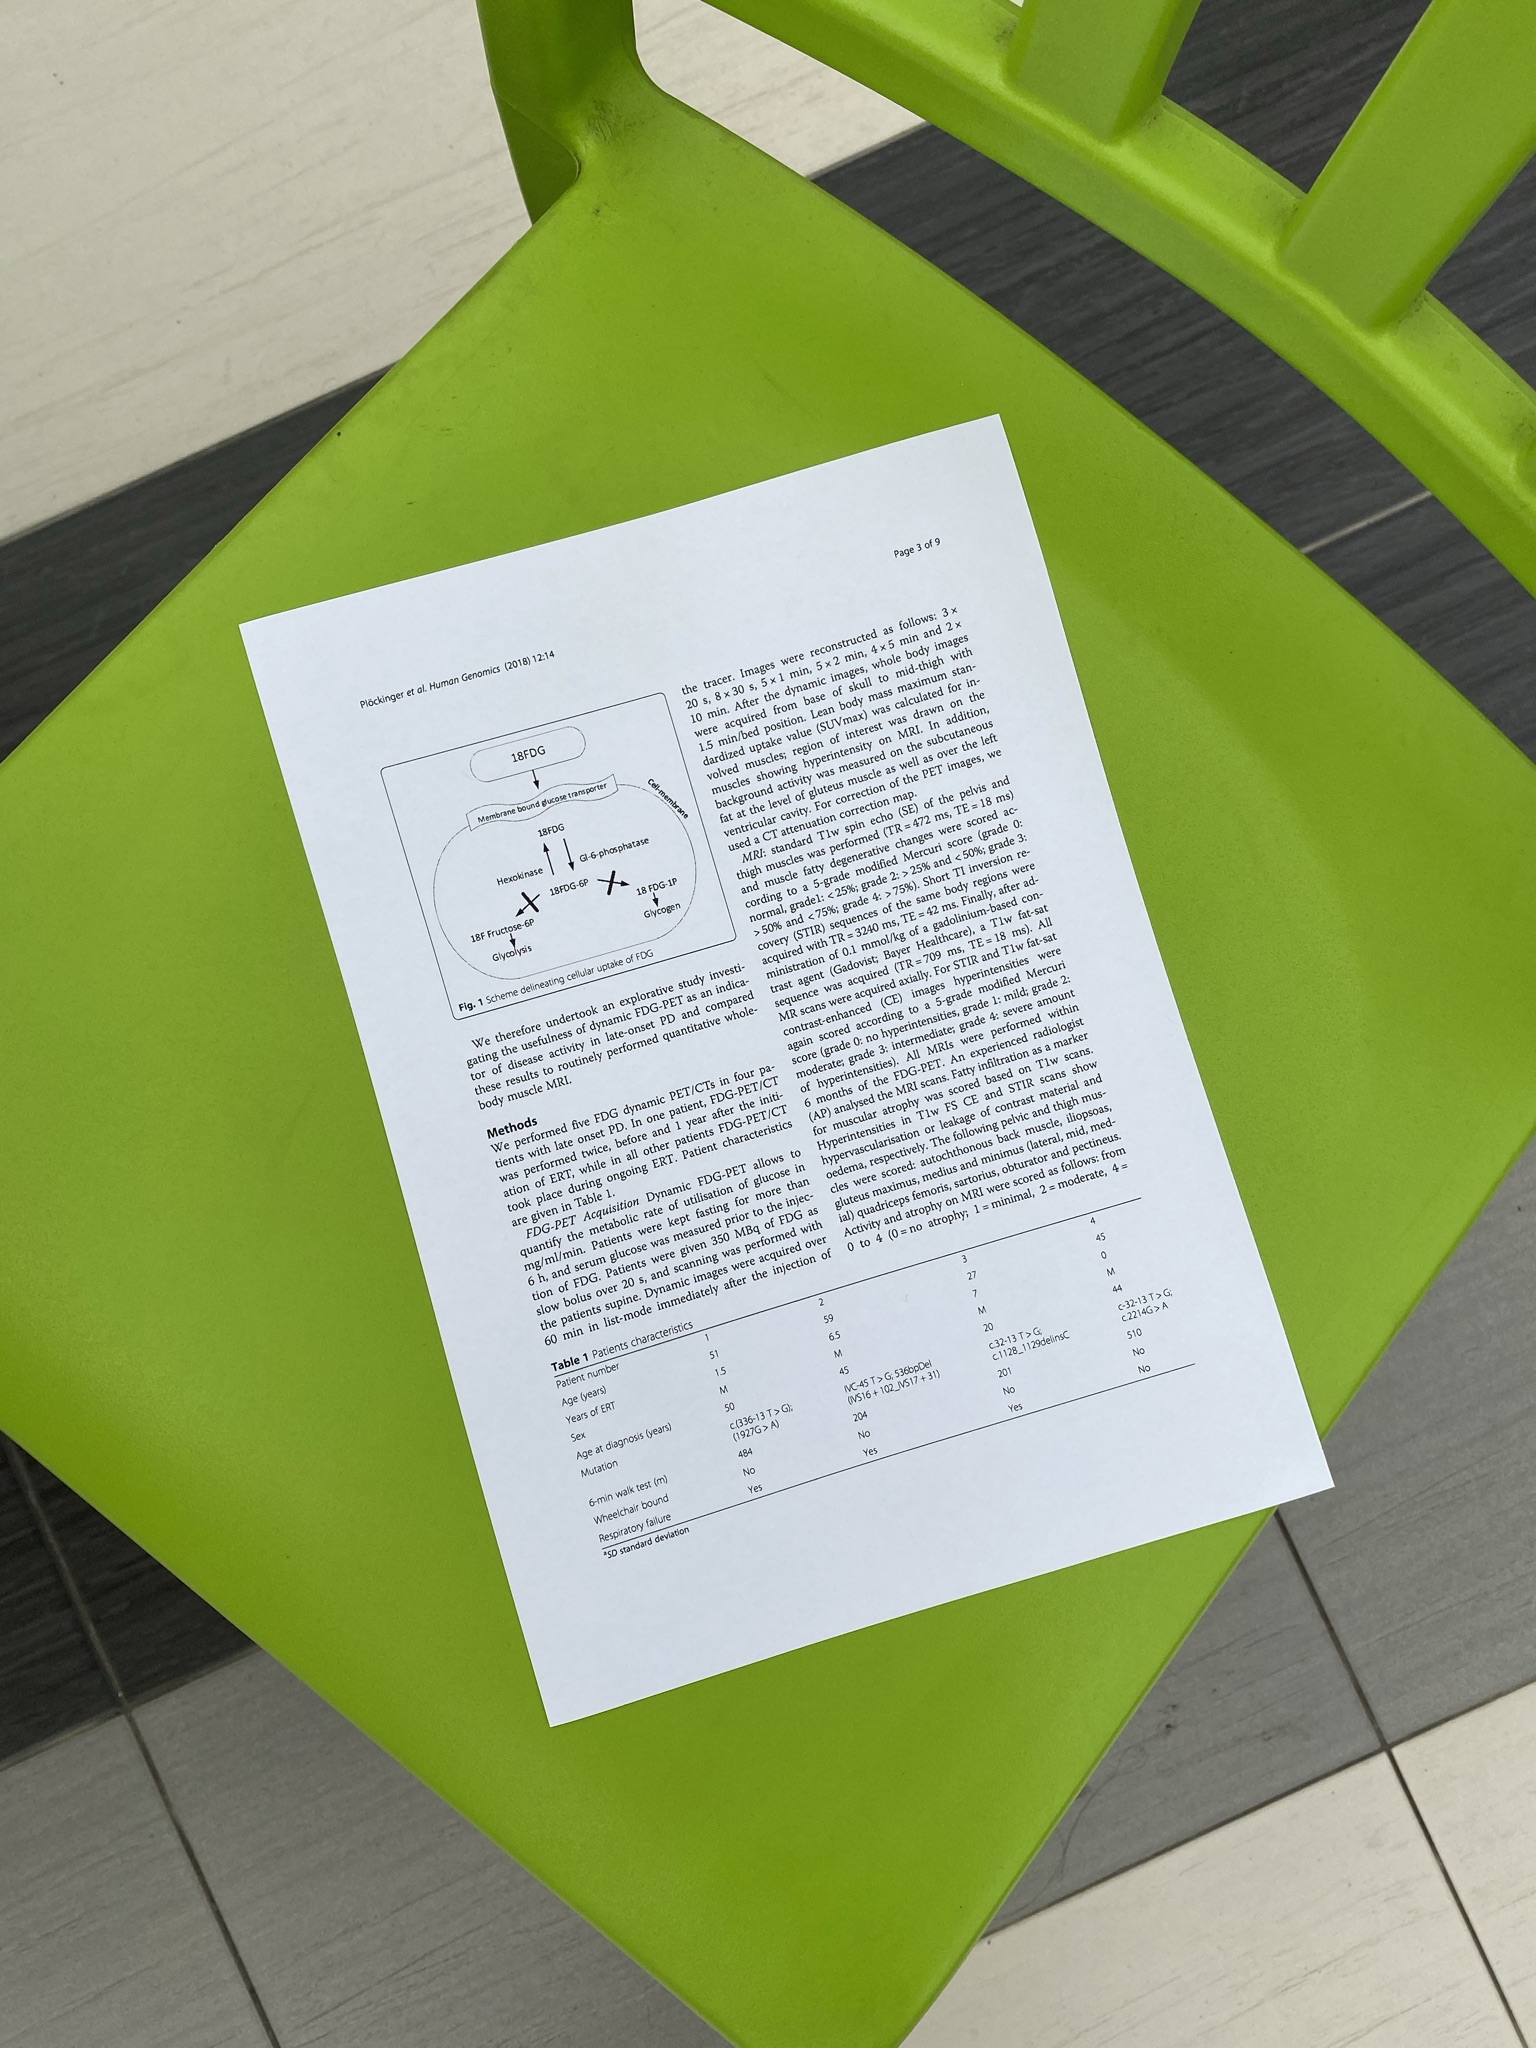 Plöckinger et al. Human Genomics (2018) 12:14
Page 3 of 9
18FDG
Membrane bound glucose transporter
Cell-membrane
18FDG
Hexokinase
Gl-6-phosphatase
18FDG-6P
18 FDG-1P
18F Fructose-6P
Glycogen
Glycolysis
Fig. 1 Scheme delineating cellular uptake of FDG
We therefore undertook an explorative study investi-
gating the usefulness of dynamic FDG-PET as an indica-
tor of disease activity in late-onset PD and compared
these results to routinely performed quantitative whole-
body muscle MRI.
Methods
We performed five FDG dynamic PET/CTs in four pa-
tients with late onset PD. In one patient, FDG-PET/CT
was performed twice, before and 1 year after the initi-
ation of ERT, while in all other patients FDG-PET/CT
took place during ongoing ERT. Patient characteristics
are given in Table 1.
FDG-PET Acquisition Dynamic FDG-PET allows to
quantify the metabolic rate of utilisation of glucose in
mg/ml/min. Patients were kept fasting for more than
6 h, and serum glucose was measured prior to the injec-
tion of FDG. Patients were given 350 MBq of FDG as
slow bolus over 20 s, and scanning was performed with
the patients supine. Dynamic images were acquired over
60 min in list-mode immediately after the injection of
the tracer. Images were reconstructed as follows: 3 ×
20 s, 8 × 30 s, 5 × 1 min, 5 × 2 min, 4 × 5 min and 2 ×
10 min. After the dynamic images, whole body images
were acquired from base of skull to mid-thigh with
1.5 min/bed position. Lean body mass maximum stan-
dardized uptake value (SUVmax) was calculated for in-
volved muscles; region of interest was drawn on the
muscles showing hyperintensity on MRI. In addition,
background activity was measured on the subcutaneous
fat at the level of gluteus muscle as well as over the left
ventricular cavity. For correction of the PET images, we
used a CT attenuation correction map.
MRI: standard T1w spin echo (SE) of the pelvis and
thigh muscles was performed (TR = 472 ms, TE = 18 ms)
and muscle fatty degenerative changes were scored ac-
cording to a 5-grade modified Mercuri score (grade 0:
normal, grade1: < 25%; grade 2: > 25% and < 50%; grade 3:
> 50% and < 75%; grade 4: > 75%). Short TI inversion re-
covery (STIR) sequences of the same body regions were
acquired with TR = 3240 ms, TE = 42 ms. Finally, after ad-
ministration of 0.1 mmol/kg of a gadolinium-based con-
trast agent (Gadovist; Bayer Healthcare), a T1w fat-sat
sequence was acquired (TR = 709 ms, TE = 18 ms). All
MR scans were acquired axially. For STIR and T1w fat-sat
contrast-enhanced (CE) images hyperintensities were
again scored according to a 5-grade modified Mercuri
score (grade 0: no hyperintensities, grade 1: mild; grade 2:
moderate; grade 3: intermediate; grade 4: severe amount
of hyperintensities). All MRIs were performed within
6 months of the FDG-PET. An experienced radiologist
(AP) analysed the MRI scans. Fatty infiltration as a marker
for muscular atrophy was scored based on T1w scans.
Hyperintensities in T1w FS CE and STIR scans show
hypervascularisation or leakage of contrast material and
oedema, respectively. The following pelvic and thigh mus-
cles were scored: autochthonous back muscle, iliopsoas,
gluteus maximus, medius and minimus (lateral, mid, med-
ial) quadriceps femoris, sartorius, obturator and pectineus.
Activity and atrophy on MRI were scored as follows: from
0 to 4 (0 = no atrophy; 1 = minimal, 2 = moderate, 4 =
Table 1 Patients characteristics
Patient number 1 2 3 4
Age (years) 51 59 27 45
Years of ERT 1.5 6.5 7 0
Sex M M M M
Age at diagnosis (years) 50 45 20 44
Mutation c.(336-13 T > G); IVC-45 T > G; 536bpDel c.32-13 T > G; c-32-13 T > G;
(1927G > A) (IVS16 + 102_IVS17 + 31) c.1128_1129delinsC c.2214G > A
6-min walk test (m) 484 204 201 510
Wheelchair bound No No No No
Respiratory failure Yes Yes Yes No
ᵃSD standard deviation